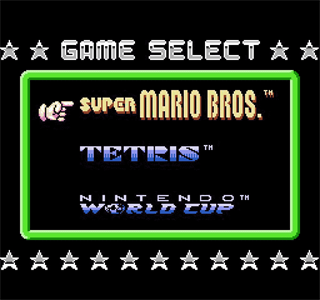 GAME SELECT
SUPER MARIO BROS.™
TETRIS™
NINTENDO™
WORLD CUP